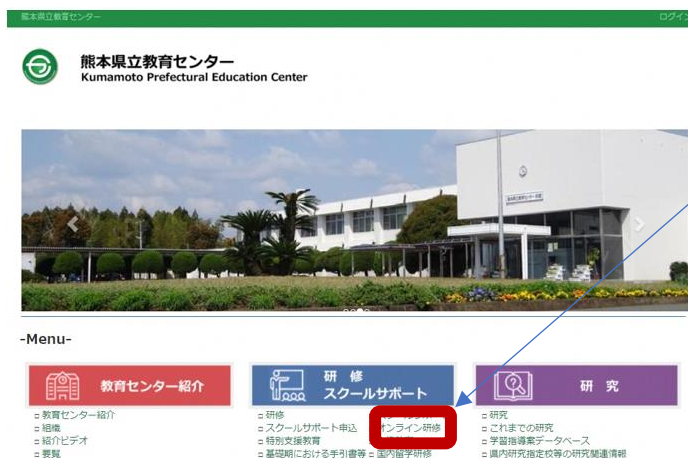 熊本県立教育センター
ログイン
熊本県立教育センター
Kumamoto Prefectural Education Center
-Menu-
教育センター紹介
研 修
スクールサポート
研 究
□教育センター紹介
□組織
□紹介ビデオ
□要覧
□研修
□スクールサポート申込
オンライン研修
□特別支援教育
□基礎期における手引書等
□国内留学研修
□研究
□これまでの研究
□学習指導案データベース
□県内研究指定校等の研究関連情報